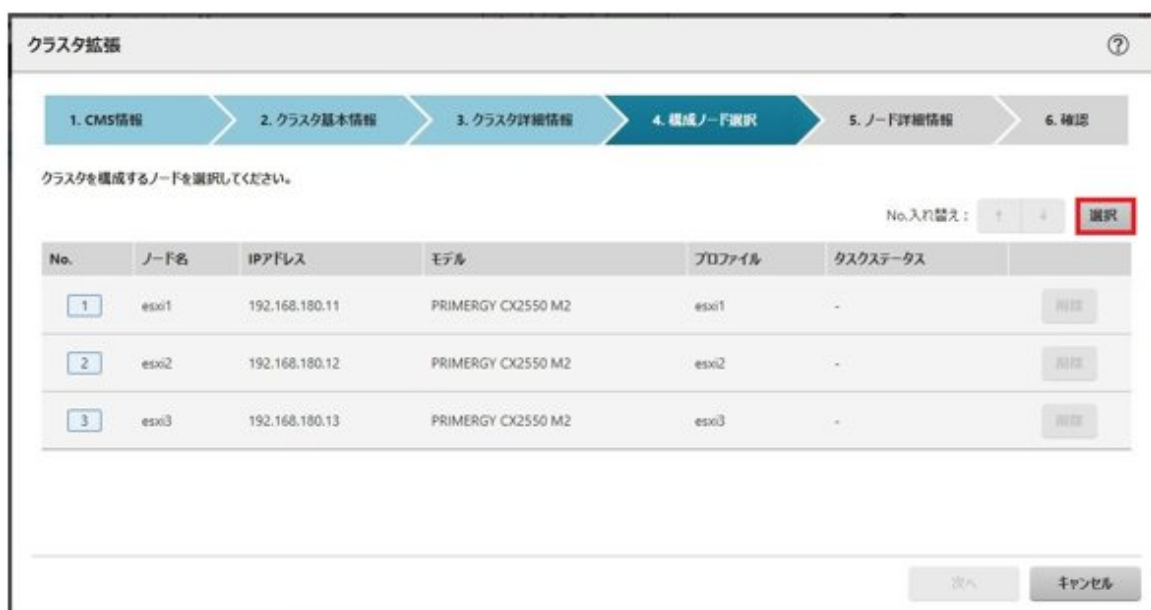 クラスタ拡張 ?
1. CMS情報 2. クラスタ基本情報 3. クラスタ詳細情報 4. 構成ノード選択 5. ノード詳細情報 6. 確認
クラスタを構成するノードを選択してください。
No.入れ替え： ↑ ↓ 選択
No. ノード名 IPアドレス モデル プロファイル タスクステータス
1 esxi1 192.168.180.11 PRIMERGY CX2550 M2 esxi1 - 削除
2 esxi2 192.168.180.12 PRIMERGY CX2550 M2 esxi2 - 削除
3 esxi3 192.168.180.13 PRIMERGY CX2550 M2 esxi3 - 削除
次へ キャンセル